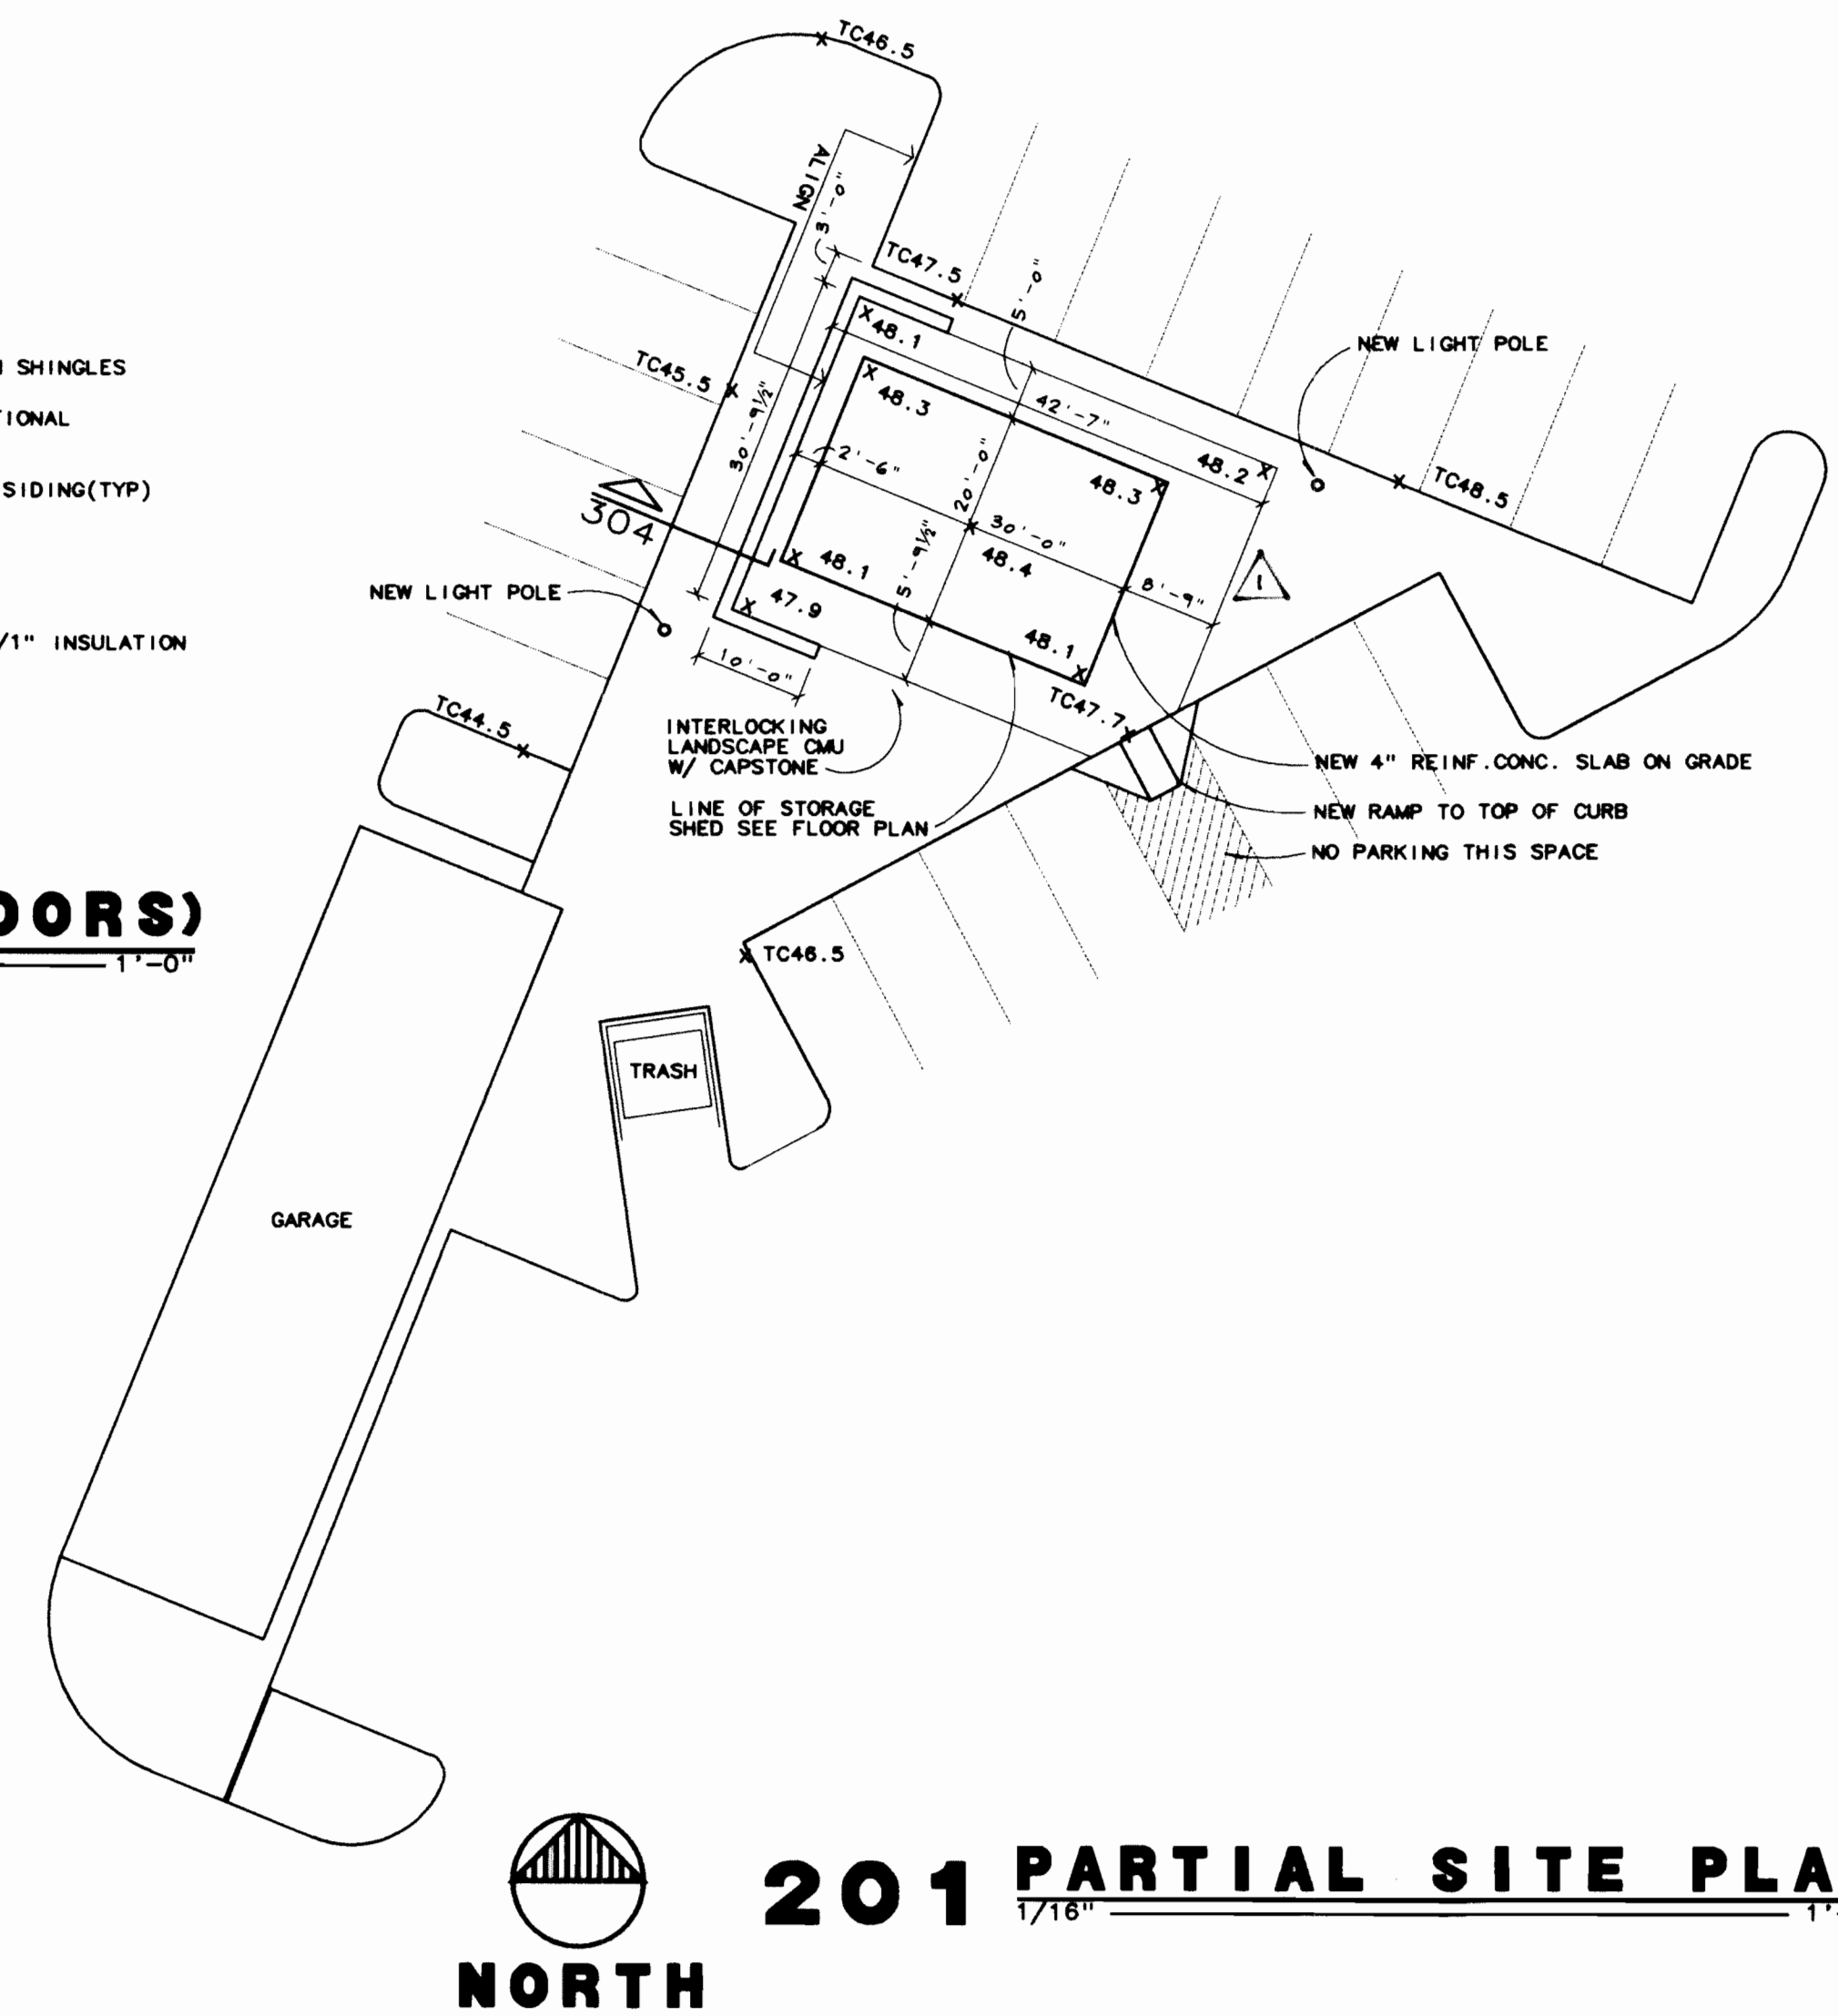 TC46.5
ALIGN
3'-0"
TC47.5
5'-0"
48.1
NEW LIGHT POLE
SHINGLES
TC45.5
48.3
42'-7"
30'-9½"
2'-6"
20'-0"
48.2
48.3
TC48.5
SIDING(TYP)
304
30'-0"
48.1
5'-9½"
48.4
8'-9"
1
NEW LIGHT POLE
47.9
48.1
/1" INSULATION
10'-0"
TC44.5
TC47.7
INTERLOCKING
LANDSCAPE CMU
W/ CAPSTONE
NEW 4" REINF.CONC. SLAB ON GRADE
LINE OF STORAGE
SHED SEE FLOOR PLAN
NEW RAMP TO TOP OF CURB
NO PARKING THIS SPACE
OORS)
1'-0"
TC46.5
TRASH
GARAGE
NORTH
201 PARTIAL SITE PLA
1/16" 1'-